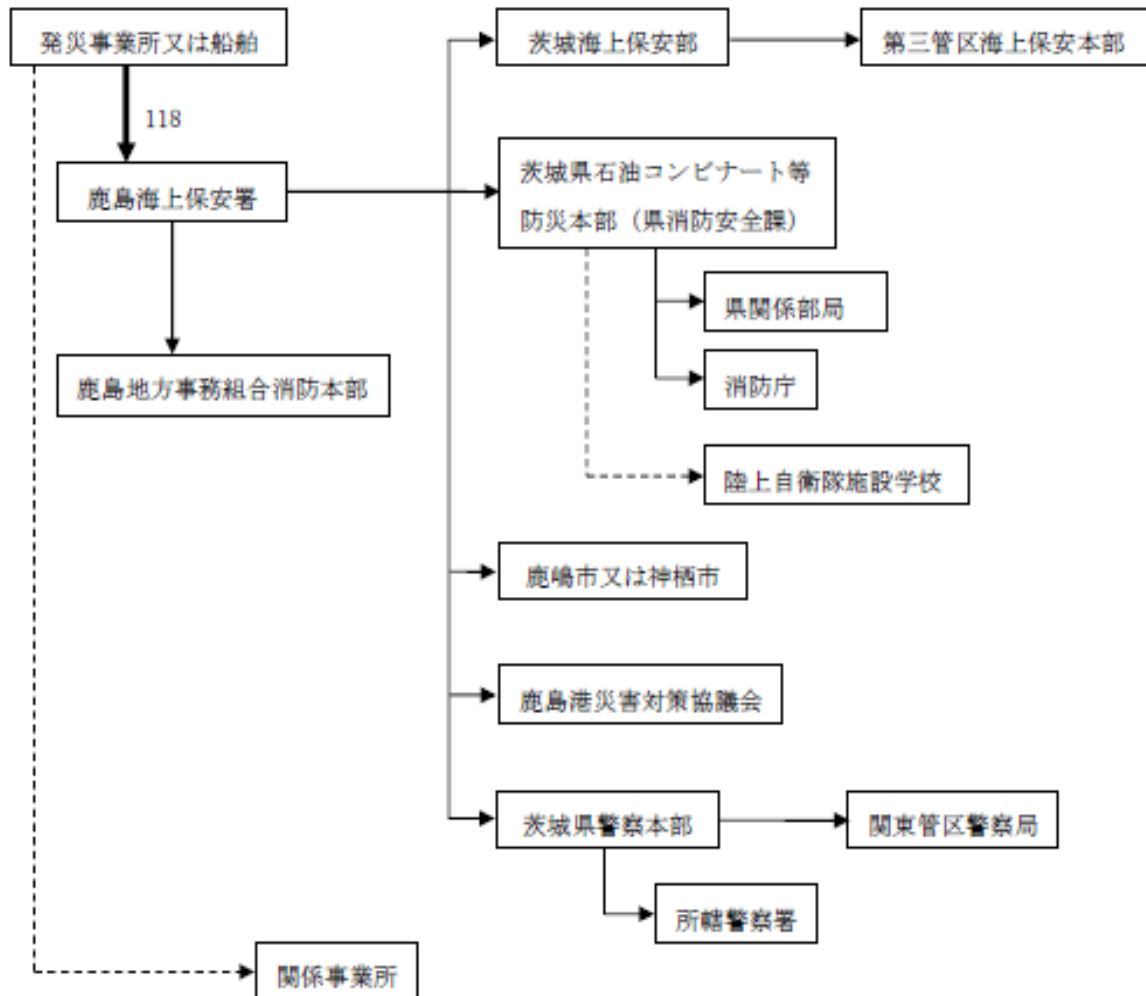 発災事業所又は船舶
茨城海上保安部
第三管区海上保安本部
118
鹿島海上保安署
茨城県石油コンビナート等
防災本部（県消防安全課）
県関係部局
消防庁
鹿島地方事務組合消防本部
陸上自衛隊施設学校
鹿嶋市又は神栖市
鹿島港災害対策協議会
茨城県警察本部
関東管区警察局
所轄警察署
関係事業所